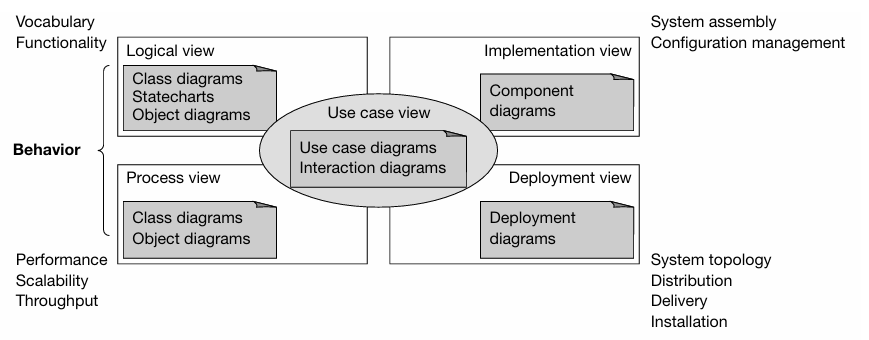 Vocabulary
Functionality
System assembly
Configuration management
Logical view
Class diagrams
Statecharts
Object diagrams
Implementation view
Component
diagrams
Use case view
Use case diagrams
Interaction diagrams
Behavior
Process view
Class diagrams
Object diagrams
Deployment view
Deployment
diagrams
Performance
Scalability
Throughput
System topology
Distribution
Delivery
Installation